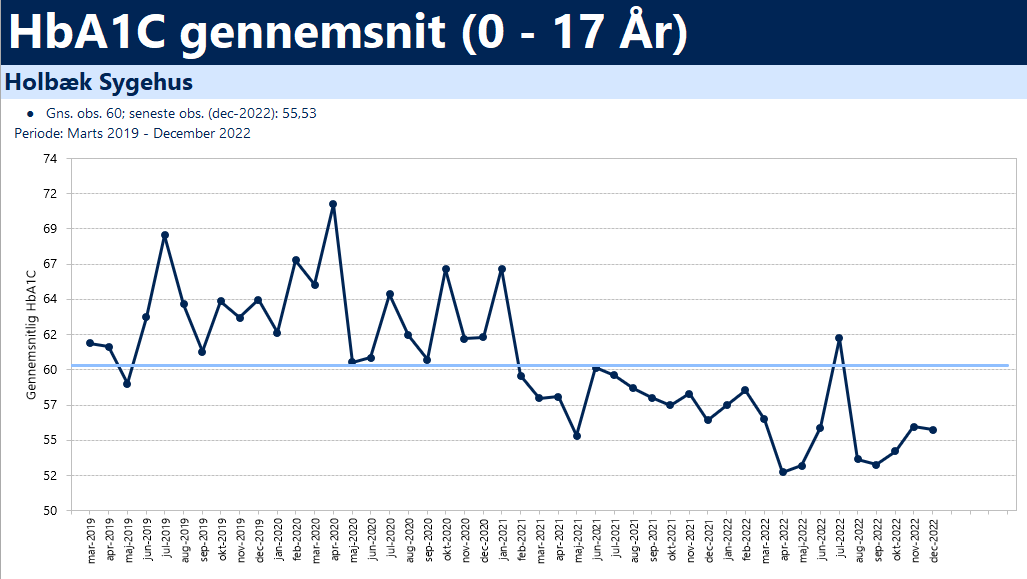 HbA1C gennemsnit (0 - 17 År)
Holbæk Sygehus
● Gns. obs. 60; seneste obs. (dec-2022): 55,53
Periode: Marts 2019 - December 2022
74
72
69
67
64
62
60
57
55
52
50
Gennemsnitlig HbA1C
mar-2019
apr-2019
maj-2019
jun-2019
jul-2019
aug-2019
sep-2019
okt-2019
nov-2019
dec-2019
jan-2020
feb-2020
mar-2020
apr-2020
maj-2020
jun-2020
jul-2020
aug-2020
sep-2020
okt-2020
nov-2020
dec-2020
jan-2021
feb-2021
mar-2021
apr-2021
maj-2021
jun-2021
jul-2021
aug-2021
sep-2021
okt-2021
nov-2021
dec-2021
jan-2022
feb-2022
mar-2022
apr-2022
maj-2022
jun-2022
jul-2022
aug-2022
sep-2022
okt-2022
nov-2022
dec-2022